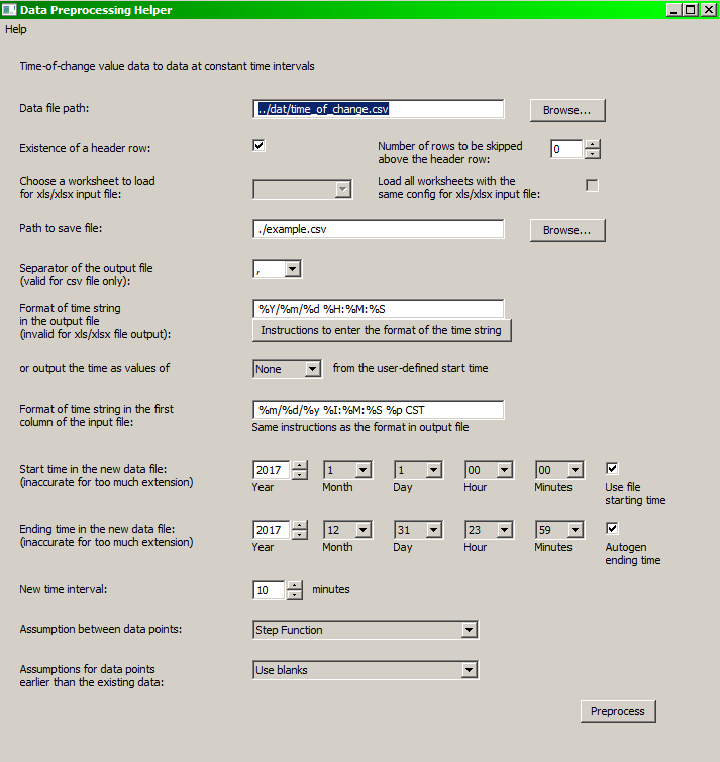 Data Preprocessing Helper
Help
Time-of-change value data to data at constant time intervals
Data file path:
../dat/time_of_change.csv
Browse...
Existence of a header row:
Number of rows to be skipped
above the header row:
0
Choose a worksheet to load
for xls/xlsx input file:
Load all worksheets with the
same config for xls/xlsx input file:
Path to save file:
./example.csv
Browse...
Separator of the output file
(valid for csv file only):
,
Format of time string
in the output file
(invalid for xls/xlsx file output):
%Y/%m/%d %H:%M:%S
Instructions to enter the format of the time string
or output the time as values of
None
from the user-defined start time
Format of time string in the first
column of the input file:
%m/%d/%y %I:%M:%S %p CST
Same instructions as the format in output file
Start time in the new data file:
(inaccurate for too much extension)
2017
1
1
00
00
Year
Month
Day
Hour
Minutes
Use file
starting time
Ending time in the new data file:
(inaccurate for too much extension)
2017
12
31
23
59
Year
Month
Day
Hour
Minutes
Autogen
ending time
New time interval:
10
minutes
Assumption between data points:
Step Function
Assumptions for data points
earlier than the existing data:
Use blanks
Preprocess